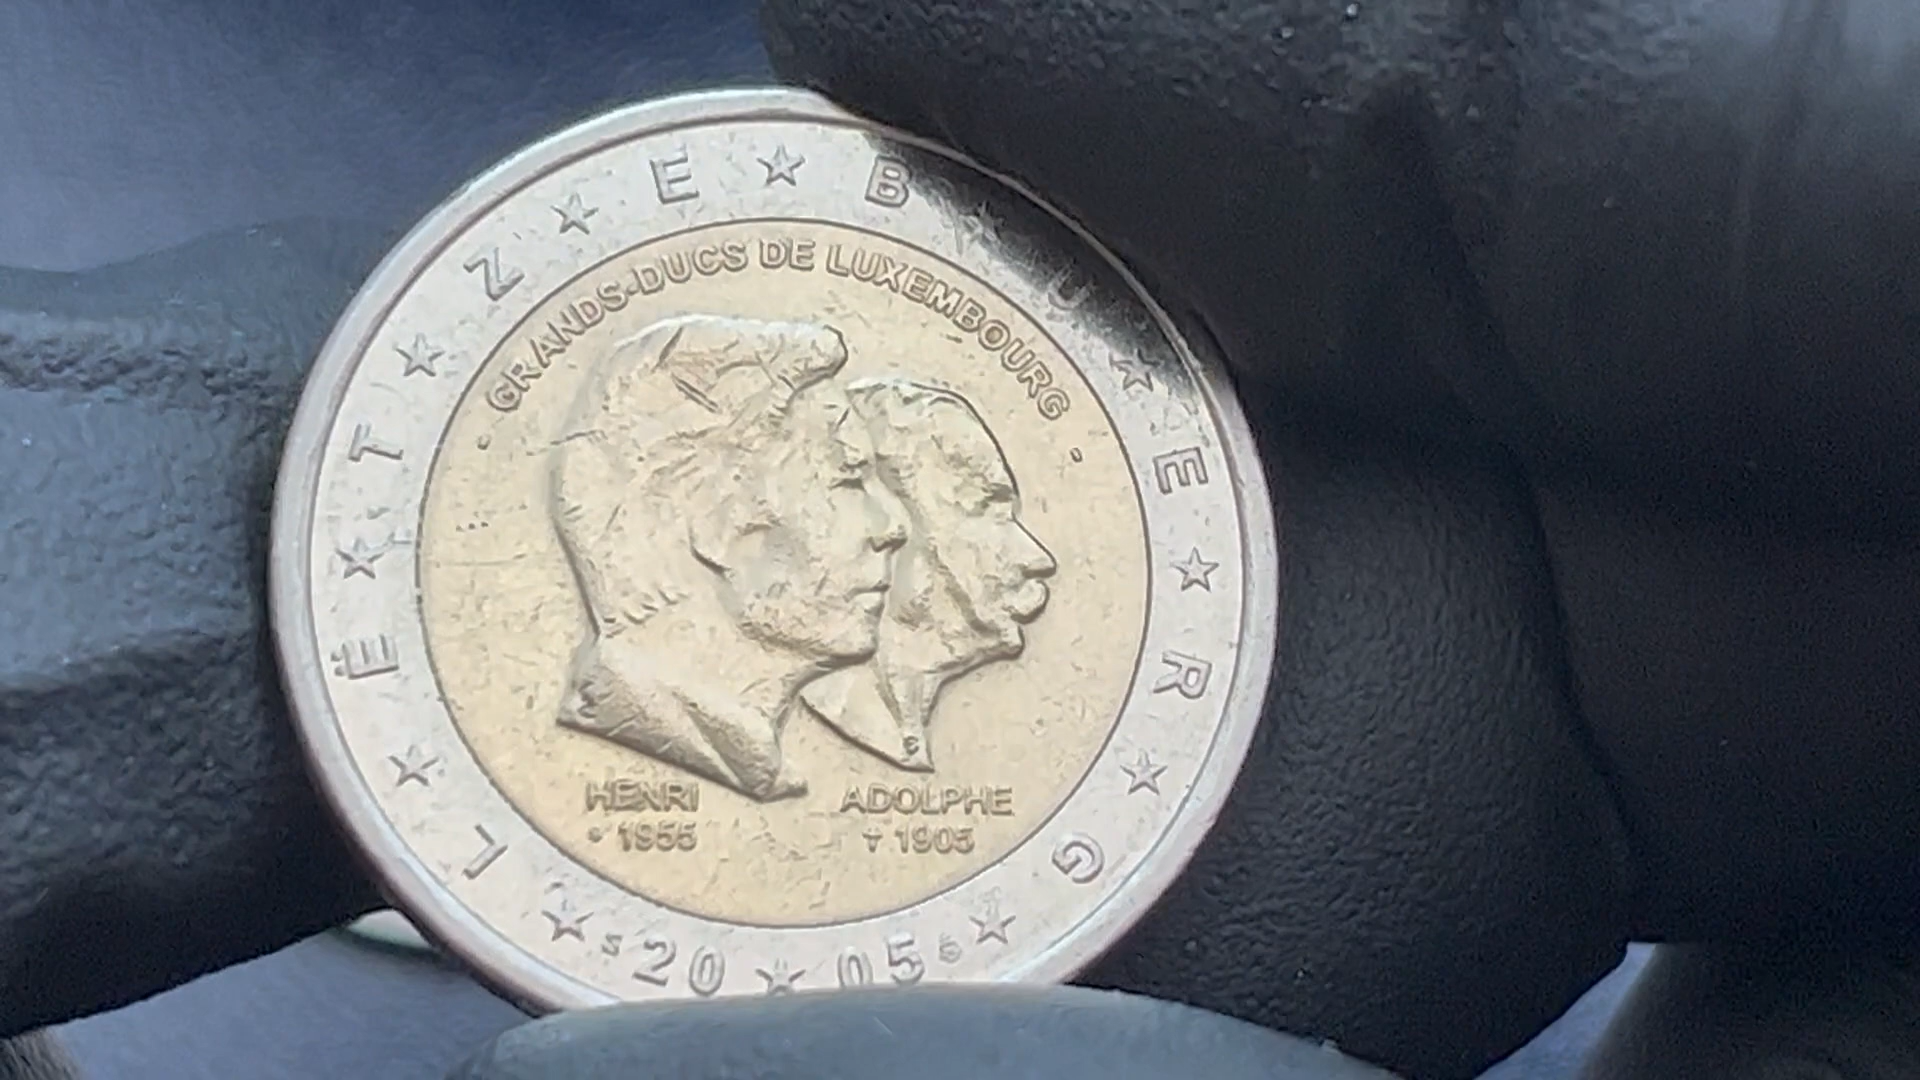 LËTZEBUERG
GRANDS-DUCS DE LUXEMBOURG
HENRI ADOLPHE
* 1955 † 1905
S 2005 G